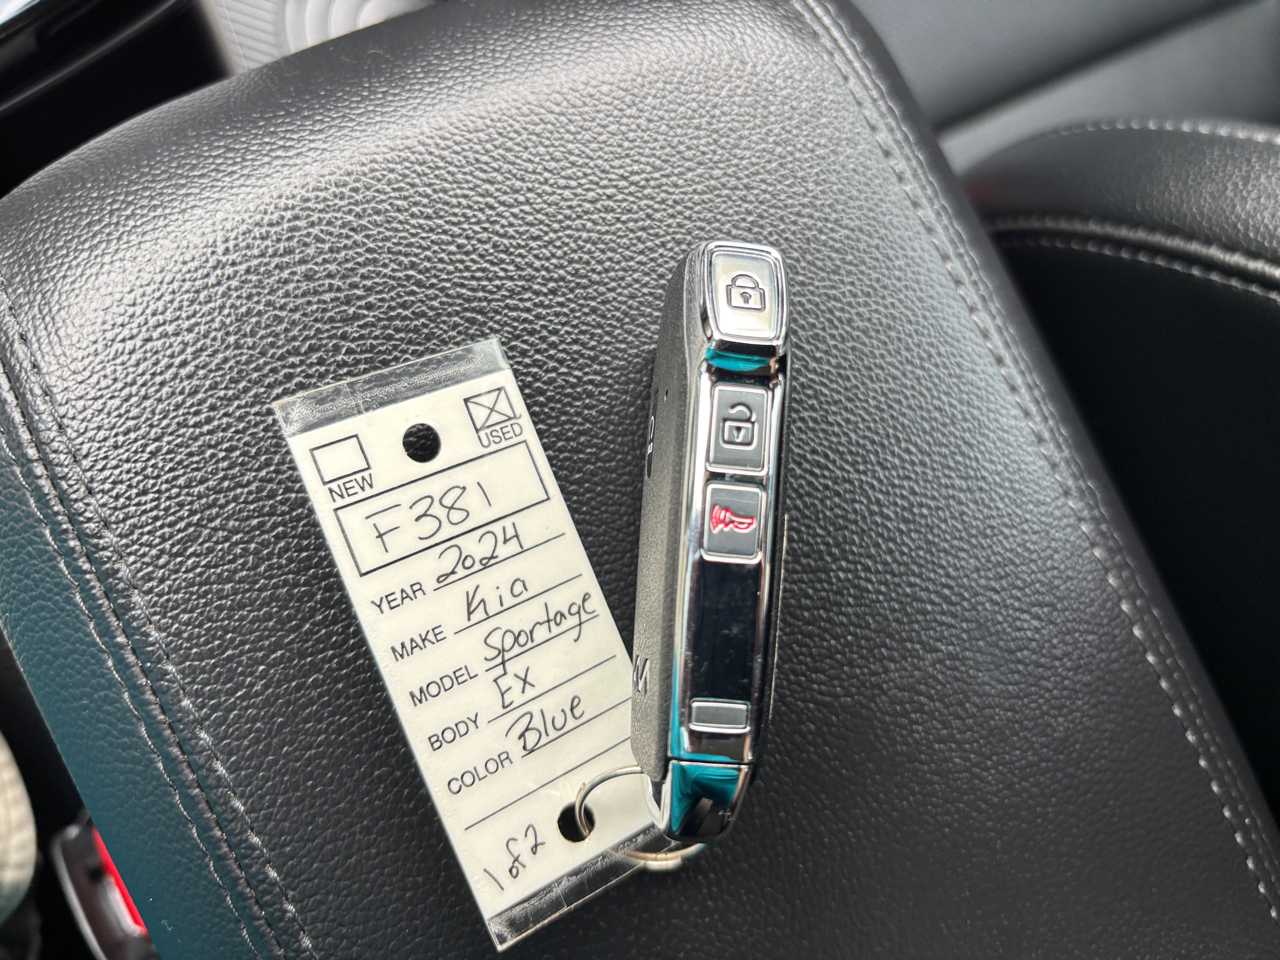 NEW
USED
F381
YEAR 2024
MAKE Kia
MODEL Sportage
BODY EX
COLOR Blue
1 of 2